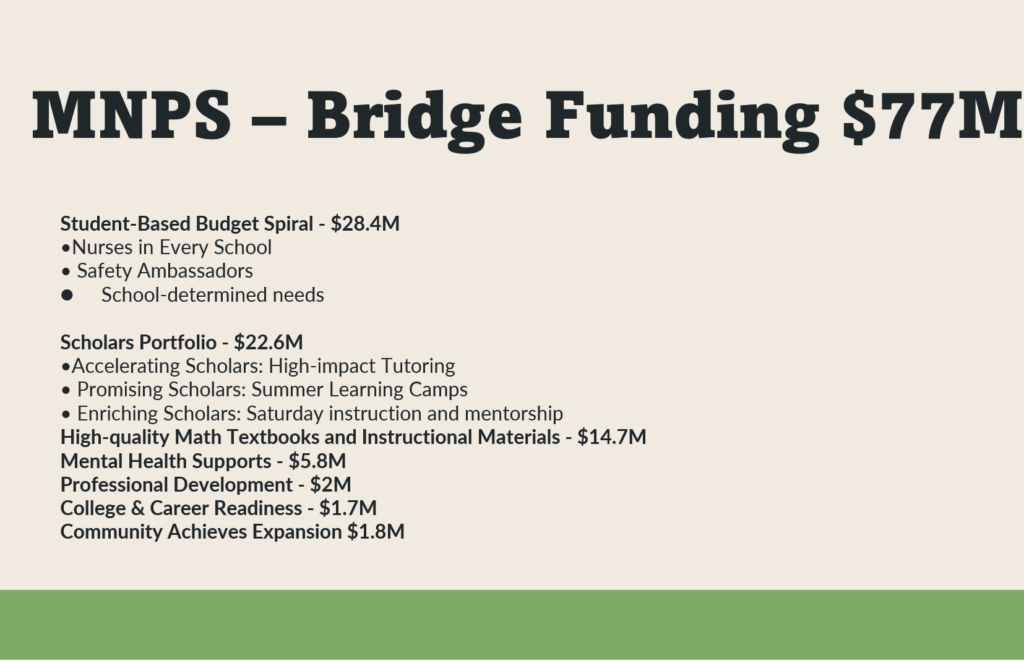 MNPS – Bridge Funding $77M
Student-Based Budget Spiral - $28.4M
•Nurses in Every School
• Safety Ambassadors
● School-determined needs
Scholars Portfolio - $22.6M
•Accelerating Scholars: High-impact Tutoring
• Promising Scholars: Summer Learning Camps
• Enriching Scholars: Saturday instruction and mentorship
High-quality Math Textbooks and Instructional Materials - $14.7M
Mental Health Supports - $5.8M
Professional Development - $2M
College & Career Readiness - $1.7M
Community Achieves Expansion $1.8M